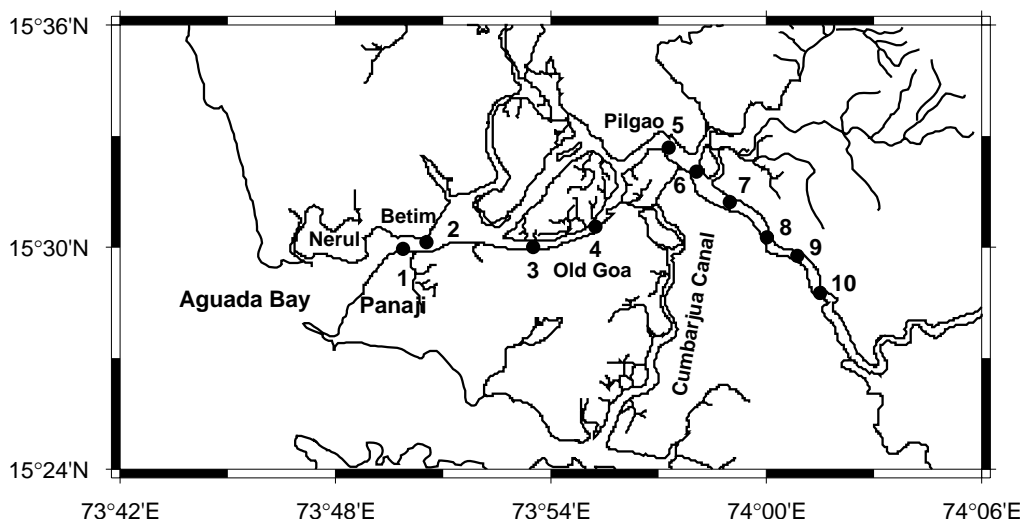 15°36'N
Pilgao
5
6
7
Betim
2
Nerul
8
15°30'N
9
1
3
4
Old Goa
10
Aguada Bay
Panaji
Cumbarjua Canal
15°24'N
73°42'E
73°48'E
73°54'E
74°00'E
74°06'E